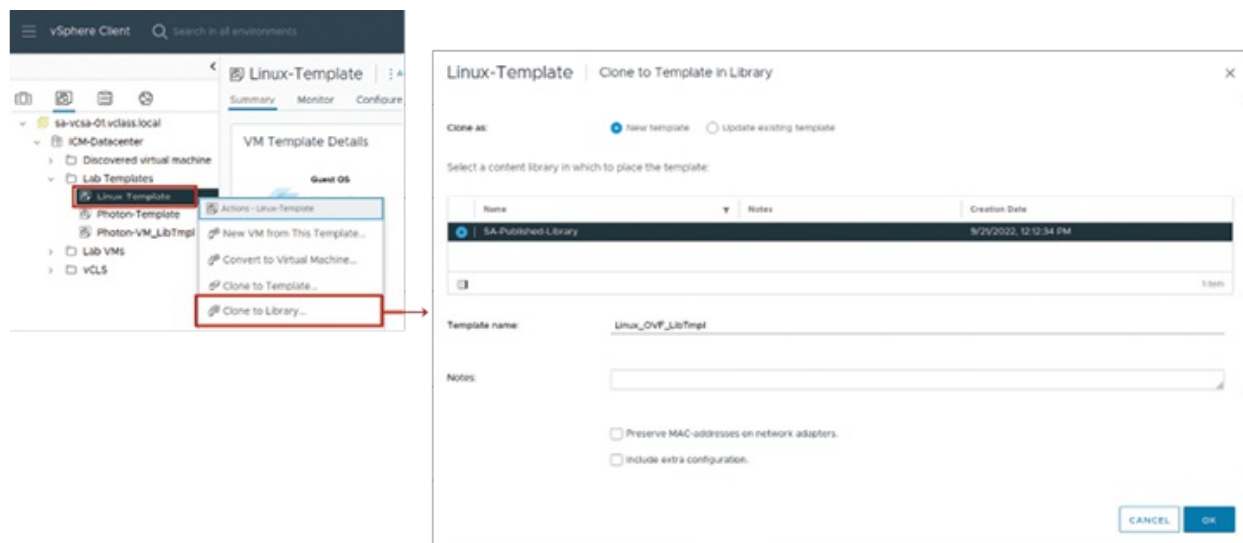 vSphere Client
Search in all environments
sa-vcsa-01.vclass.local
ICM-Datacenter
Discovered virtual machine
Lab Templates
Linux-Template
Photon-Template
Photon-VM_LibTmpl
Lab VMs
vCLS
Linux-Template
Summary Monitor Configure
VM Template Details
Guest OS
Actions - Linux-Template
New VM from This Template...
Convert to Virtual Machine...
Clone to Template...
Clone to Library...
Linux-Template Clone to Template in Library
Clone as: New template Update existing template
Select a content library in which to place the template:
Name Notes Creation Date
SA-Published-Library 9/21/2022, 12:12:34 PM
1 item
Template name: Linux_OVF_LibTmpl
Notes:
Preserve MAC-addresses on network adapters.
Include extra configuration.
CANCEL OK